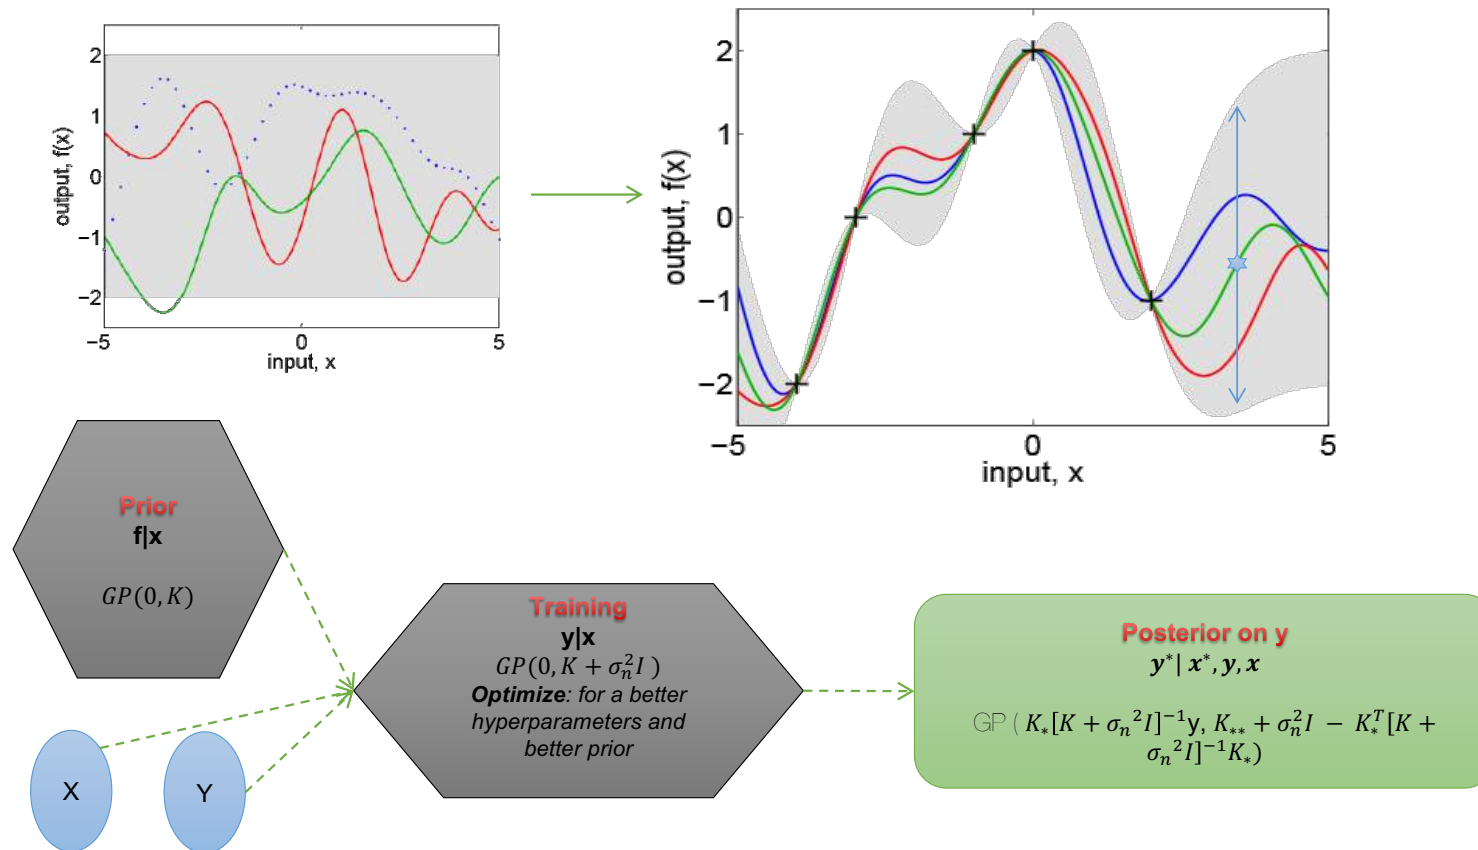 2
1
0
−1
−2
output, f(x)
−5
0
5
input, x
2
1
0
−1
−2
output, f(x)
−5
0
5
input, x
Prior
f|x
GP(0, K)
X
Y
Training
y|x
GP(0, K + σₙ²I )
Optimize: for a better
hyperparameters and
better prior
Posterior on y
y*| x*, y, x
GP ( K∗[K + σₙ²I]⁻¹y, K∗∗ + σₙ²I − K∗ᵀ[K +
σₙ²I]⁻¹K∗)